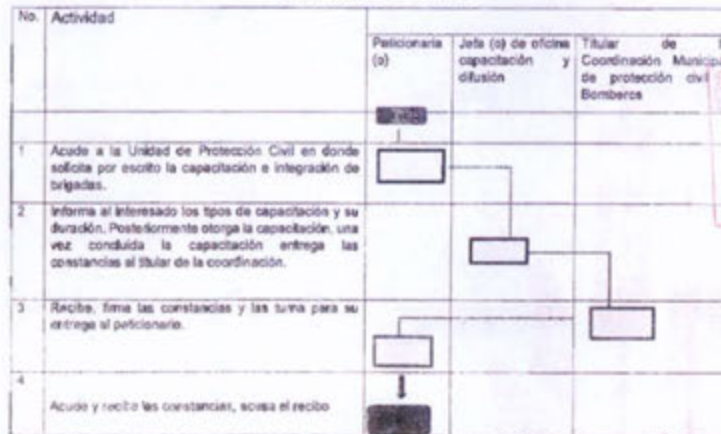 No. Actividad
Peticionaria (o)
Jefa (o) de oficina capacitación y difusión
Titular de
Coordinación Municipal
de protección civil
Bomberos
1 Acude a la Unidad de Protección Civil en donde
solicita por escrito la capacitación e integración de
brigadas.
2 Informa al interesado los tipos de capacitación y su
duración. Posteriormente otorga la capacitación, una
vez concluida la capacitación entrega las
constancias al titular de la coordinación.
3 Recibe, firma las constancias y las turna para su
entrega al peticionario.
4
Acude y recibe las constancias, acusa el recibo